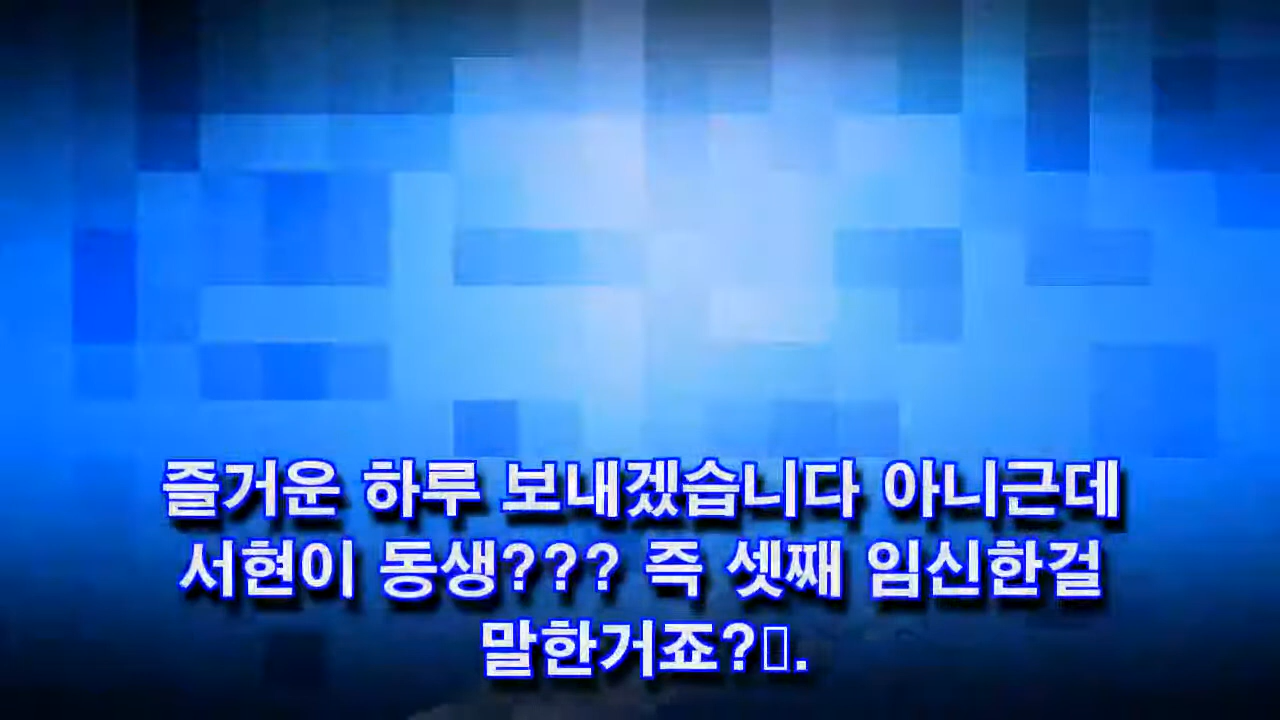 즐거운 하루 보내겠습니다 아니근데
서현이 동생??? 즉 셋째 임신한걸
말한거죠?▯.